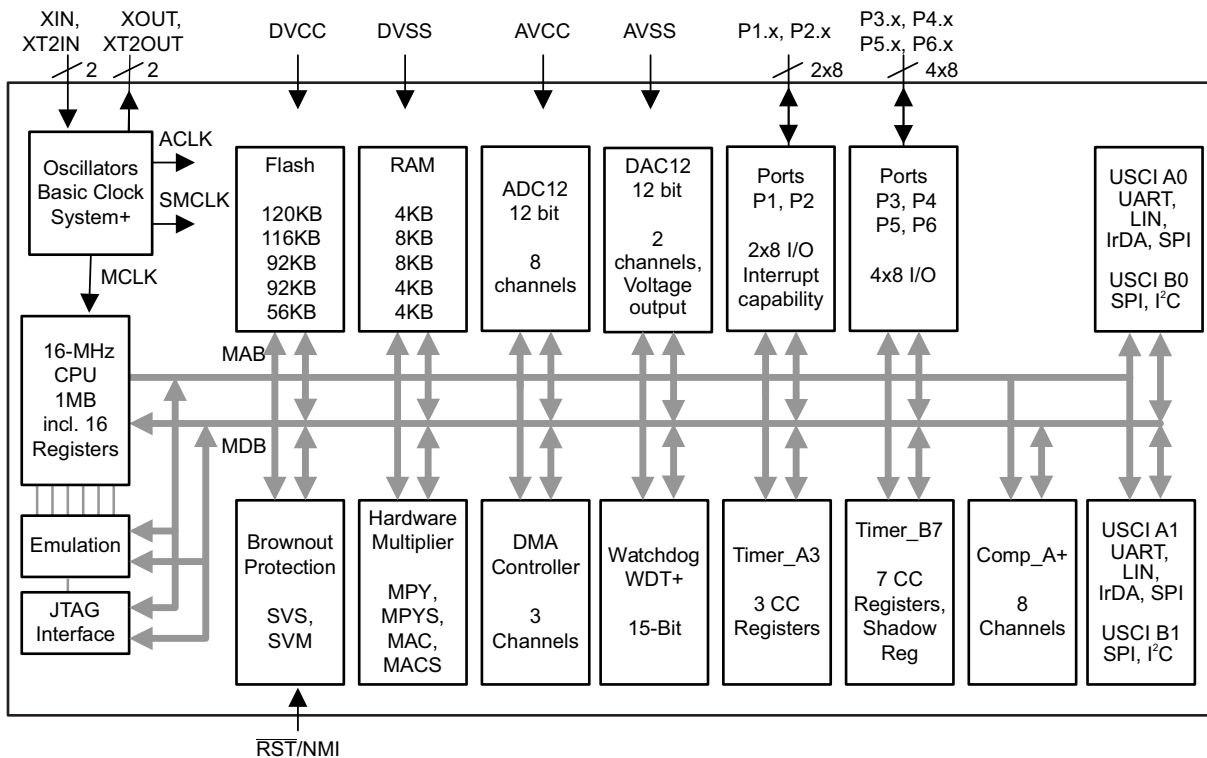 XIN,
XT2IN
2
XOUT,
XT2OUT
2
DVCC
DVSS
AVCC
AVSS
P1.x, P2.x
2x8
P3.x, P4.x
P5.x, P6.x
4x8
Oscillators
Basic Clock
System+
ACLK
SMCLK
MCLK
Flash
120KB
116KB
92KB
92KB
56KB
RAM
4KB
8KB
8KB
4KB
4KB
ADC12
12 bit
8
channels
DAC12
12 bit
2
channels,
Voltage
output
Ports
P1, P2
2x8 I/O
Interrupt
capability
Ports
P3, P4
P5, P6
4x8 I/O
USCI A0
UART,
LIN,
IrDA, SPI
USCI B0
SPI, I²C
16-MHz
CPU
1MB
incl. 16
Registers
MAB
MDB
Emulation
JTAG
Interface
Brownout
Protection
SVS,
SVM
Hardware
Multiplier
MPY,
MPYS,
MAC,
MACS
DMA
Controller
3
Channels
Watchdog
WDT+
15-Bit
Timer_A3
3 CC
Registers
Timer_B7
7 CC
Registers,
Shadow
Reg
Comp_A+
8
Channels
USCI A1
UART,
LIN,
IrDA, SPI
USCI B1
SPI, I²C
RST/NMI